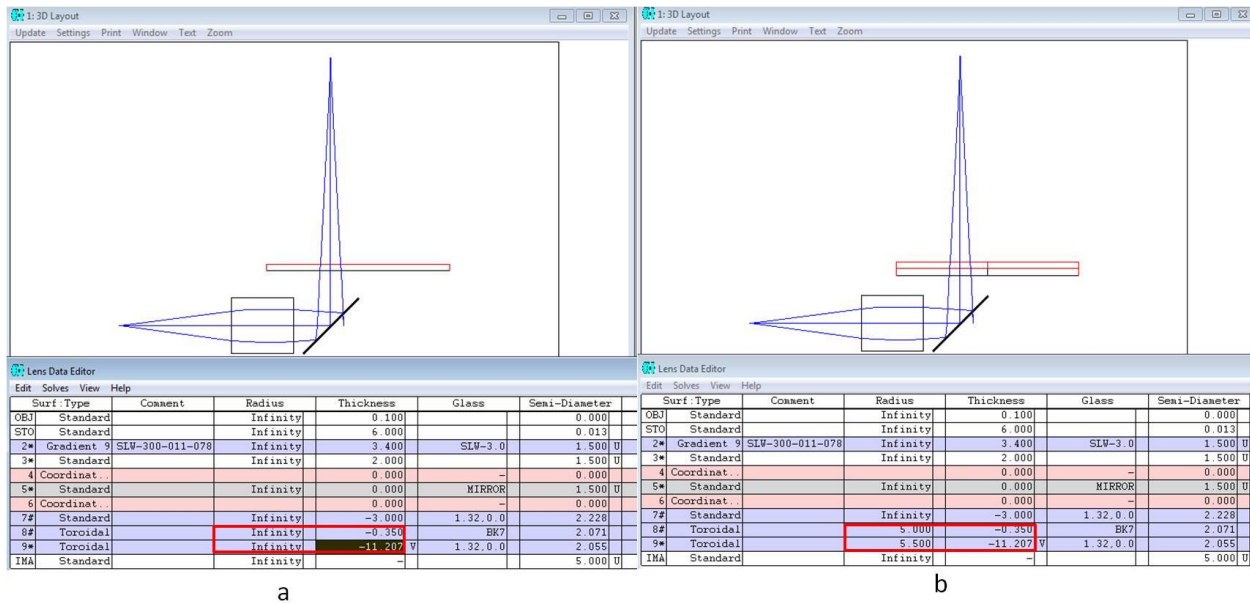 1: 3D Layout
Update Settings Print Window Text Zoom
Lens Data Editor
Edit Solves View Help
Surf:Type Comment Radius Thickness Glass Semi-Diameter
OBJ Standard Infinity 0.100 0.000
STO Standard Infinity 6.000 0.013
2* Gradient 9 SLW-300-011-078 Infinity 3.400 SLW-3.0 1.500 U
3* Standard Infinity 2.000 1.500 U
4 Coordinat.. 0.000 - 0.000
5* Standard Infinity 0.000 MIRROR 1.500 U
6 Coordinat.. 0.000 - 0.000
7# Standard Infinity -3.000 1.32,0.0 2.228
8# Toroidal Infinity -0.350 BK7 2.071
9* Toroidal Infinity -11.207 V 1.32,0.0 2.055
IMA Standard Infinity - 5.000 U
a
1: 3D Layout
Update Settings Print Window Text Zoom
Lens Data Editor
Edit Solves View Help
Surf:Type Comment Radius Thickness Glass Semi-Diameter
OBJ Standard Infinity 0.100 0.000
STO Standard Infinity 6.000 0.013
2* Gradient 9 SLW-300-011-078 Infinity 3.400 SLW-3.0 1.500 U
3* Standard Infinity 2.000 1.500 U
4 Coordinat.. 0.000 - 0.000
5* Standard Infinity 0.000 MIRROR 1.500 U
6 Coordinat.. 0.000 - 0.000
7# Standard Infinity -3.000 1.32,0.0 2.228
8# Toroidal 5.000 -0.350 BK7 2.071
9* Toroidal 5.500 -11.207 V 1.32,0.0 2.055
IMA Standard Infinity - 5.000 U
b